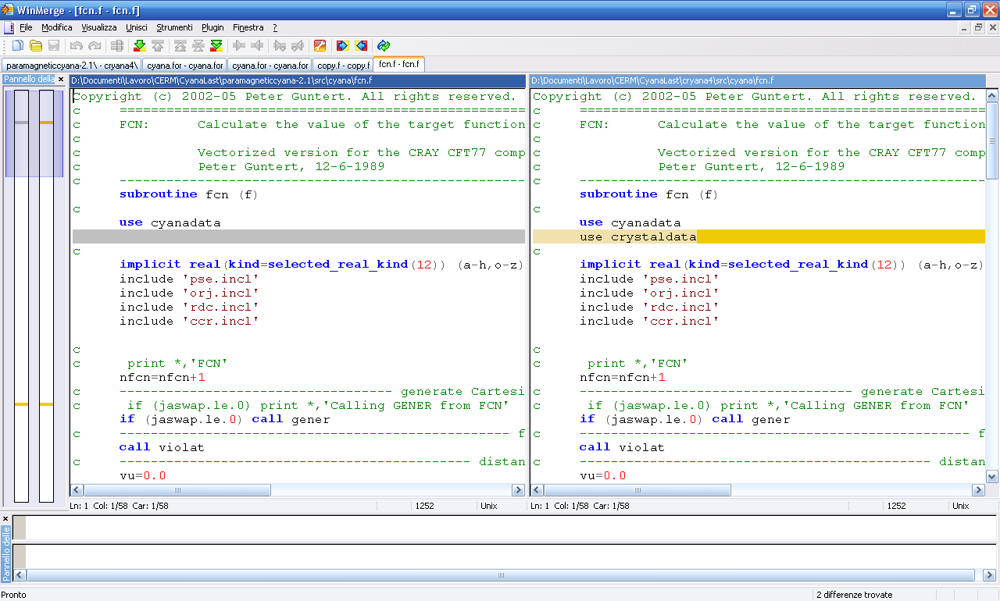 WinMerge - [fcn.f - fcn.f]
File Modifica Visualizza Unisci Strumenti Plugin Finestra ?
paramagneticcyana-2.1\ - cryana4\ cyana.for - cyana.for cyana.for - cyana.for copy.f - copy.f fcn.f - fcn.f
Pannello della
D:\Documenti\Lavoro\CERM\CyanaLast\paramagneticcyana-2.1\src\cyana\fcn.f
Copyright (c) 2002-05 Peter Guntert. All rights reserved.
c ================================================================
c FCN: Calculate the value of the target function
c
c Vectorized version for the CRAY CFT77 comp
c Peter Guntert, 12-6-1989
c ----------------------------------------------------------------
subroutine fcn (f)
c
use cyanadata
c
implicit real(kind=selected_real_kind(12)) (a-h,o-z)
include 'pse.incl'
include 'orj.incl'
include 'rdc.incl'
include 'ccr.incl'
c
c print *,'FCN'
nfcn=nfcn+1
c ----------------------------------- generate Cartesi
c if (jaswap.le.0) print *,'Calling GENER from FCN'
if (jaswap.le.0) call gener
c -------------------------------------------------- f
call violat
c --------------------------------------------- distan
vu=0.0
Ln: 1 Col: 1/58 Car: 1/58 1252 Unix
D:\Documenti\Lavoro\CERM\CyanaLast\cryana4\src\cyana\fcn.f
Copyright (c) 2002-05 Peter Guntert. All rights reserved.
c ================================================================
c FCN: Calculate the value of the target function
c
c Vectorized version for the CRAY CFT77 comp
c Peter Guntert, 12-6-1989
c ----------------------------------------------------------------
subroutine fcn (f)
c
use cyanadata
use crystaldata
c
implicit real(kind=selected_real_kind(12)) (a-h,o-z)
include 'pse.incl'
include 'orj.incl'
include 'rdc.incl'
include 'ccr.incl'
c
c print *,'FCN'
nfcn=nfcn+1
c ----------------------------------- generate Cartesi
c if (jaswap.le.0) print *,'Calling GENER from FCN'
if (jaswap.le.0) call gener
c -------------------------------------------------- f
call violat
c --------------------------------------------- distan
vu=0.0
Ln: 1 Col: 1/58 Car: 1/58 1252 Unix
Pannello delle
Pronto 2 differenze trovate